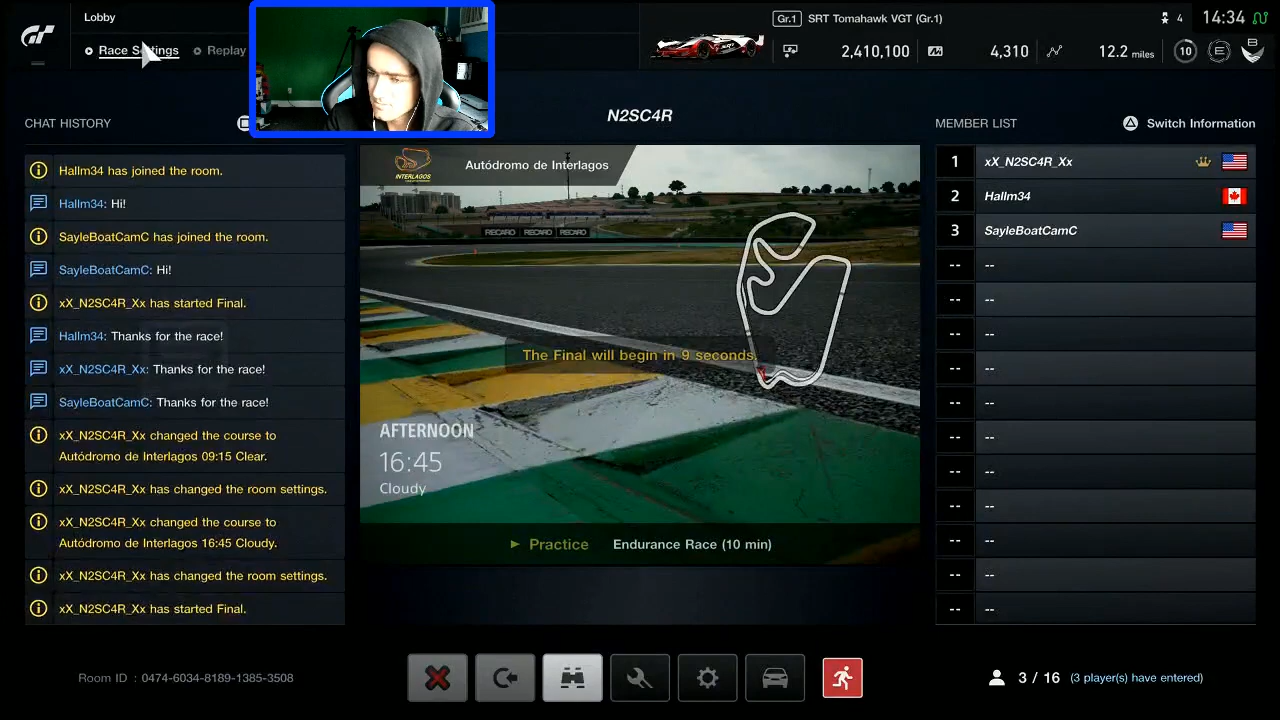 Lobby
Race Settings
Replay
Gr.1 SRT Tomahawk VGT (Gr.1)
4
14:34
2,410,100
4,310
12.2 miles
10
E
B
CHAT HISTORY
N2SC4R
MEMBER LIST
Switch Information
Hallm34 has joined the room.
Hallm34: Hi!
SayleBoatCamC has joined the room.
SayleBoatCamC: Hi!
xX_N2SC4R_Xx has started Final.
Hallm34: Thanks for the race!
xX_N2SC4R_Xx: Thanks for the race!
SayleBoatCamC: Thanks for the race!
xX_N2SC4R_Xx changed the course to
Autódromo de Interlagos 09:15 Clear.
xX_N2SC4R_Xx has changed the room settings.
xX_N2SC4R_Xx changed the course to
Autódromo de Interlagos 16:45 Cloudy.
xX_N2SC4R_Xx has changed the room settings.
xX_N2SC4R_Xx has started Final.
INTERLAGOS
Autódromo de Interlagos
RECARO RECARO RECARO
The Final will begin in 9 seconds.
AFTERNOON
16:45
Cloudy
Practice Endurance Race (10 min)
1 xX_N2SC4R_Xx
2 Hallm34
3 SayleBoatCamC
-- --
-- --
-- --
-- --
-- --
-- --
-- --
-- --
-- --
-- --
-- --
Room ID : 0474-6034-8189-1385-3508
3 / 16 (3 player(s) have entered)